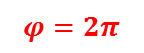 φ = 2π